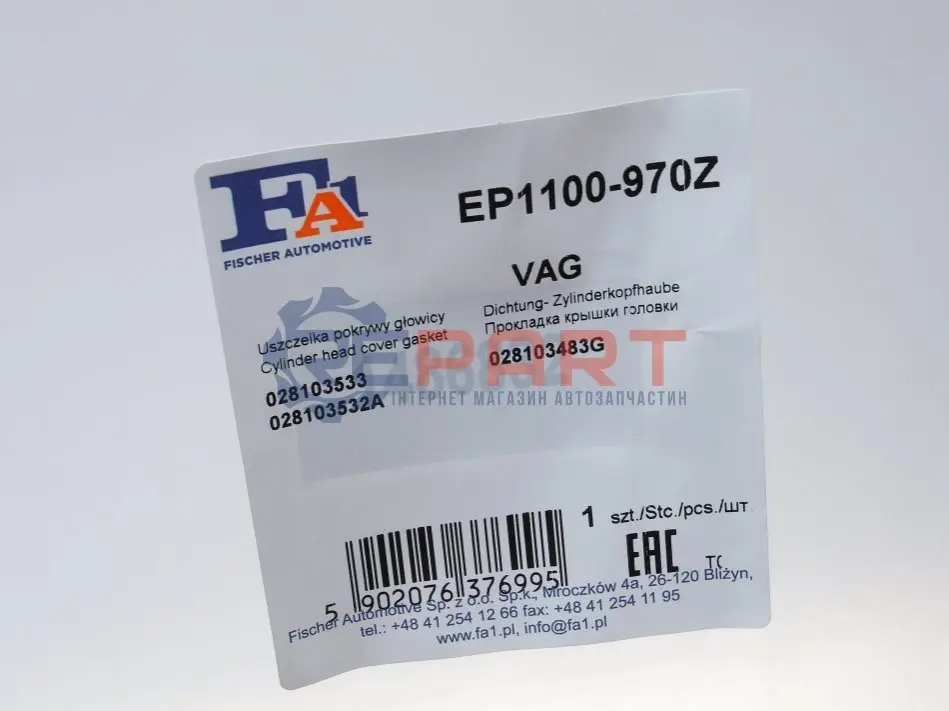 FA1
FISCHER AUTOMOTIVE
EP1100-970Z
VAG
Uszczelka pokrywy głowicy
Cylinder head cover gasket
Dichtung- Zylinderkopfhaube
Прокладка крышки головки
028103533
028103532A
028103483G
EPART
ІНТЕРНЕТ МАГАЗИН АВТОЗАПЧАСТИН
1 szt./Stc./pcs./шт
EAC
5 902076 376995
Fischer Automotive Sp. z o.o. Sp.k., Mroczków 4a, 26-120 Bliżyn,
tel.: +48 41 254 12 66 fax: +48 41 254 11 95
www.fa1.pl, info@fa1.pl